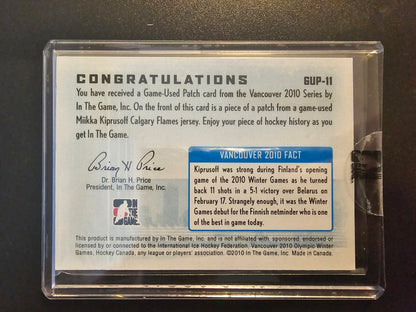 CONGRATULATIONS
GUP-11
You have received a Game-Used Patch card from the Vancouver 2010 Series by
In The Game, Inc. On the front of this card is a piece of a patch from a game-used
Miikka Kiprusoff Calgary Flames jersey. Enjoy your piece of hockey history as you
get In The Game.
Brian H. Price
Dr. Brian H. Price
President, In The Game, Inc.
IN
THE
GAME
VANCOUVER 2010 FACT
Kiprusoff was strong during Finland's opening
game of the 2010 Winter Games as he turned
back 11 shots in a 5-1 victory over Belarus on
February 17. Strangely enough, it was the Winter
Games debut for the Finnish netminder who is one
of the best in game today.
This product is manufactured by In The Game, Inc. and is not affiliated with, sponsored, endorsed or
licensed by or connected to the International Ice Hockey Federation, Vancouver 2010 Olympic Winter
Games, Hockey Canada, any league or players: association. ©2010 In The Game, Inc. Made in Canada.